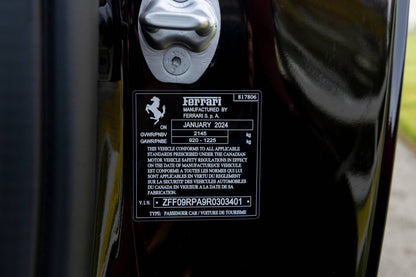 Ferrari
817806
MANUFACTURED BY
FERRARI S. p. A.
ON JANUARY 2024
GVWR/PNBV 2145 kg
GAWR/PNBE 920 - 1225 kg
THIS VEHICLE CONFORMS TO ALL APPLICABLE
STANDARDS PRESCRIBED UNDER THE CANADIAN
MOTOR VEHICLE SAFETY REGULATIONS IN EFFECT
ON THE DATE OF MANUFACTURE/CE VEHICULE
EST CONFORME A TOUTES LES NORMES QUI LUI
SONT APPLICABLES EN VERTU DU REGLEMENT
SUR LA SECURITE DES VEHICULES AUTOMOBILES
DU CANADA EN VIGUEUR A LA DATE DE SA
FABRICATION.
V.I.N. * ZFF09RPA9R0303401 *
TYPE: PASSENGER CAR / VOITURE DE TOURISME